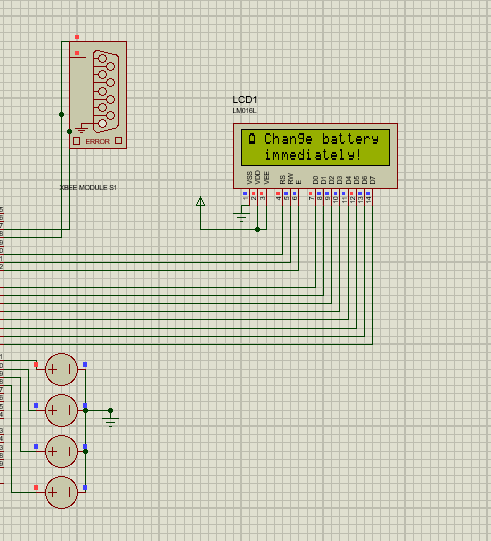 ERROR
XBEE MODULE S1
LCD1
LM016L
Change battery
immediately!
VSS VDD VEE RS RW E D0 D1 D2 D3 D4 D5 D6 D7
1 2 3 4 5 6 7 8 9 10 11 12 13 14